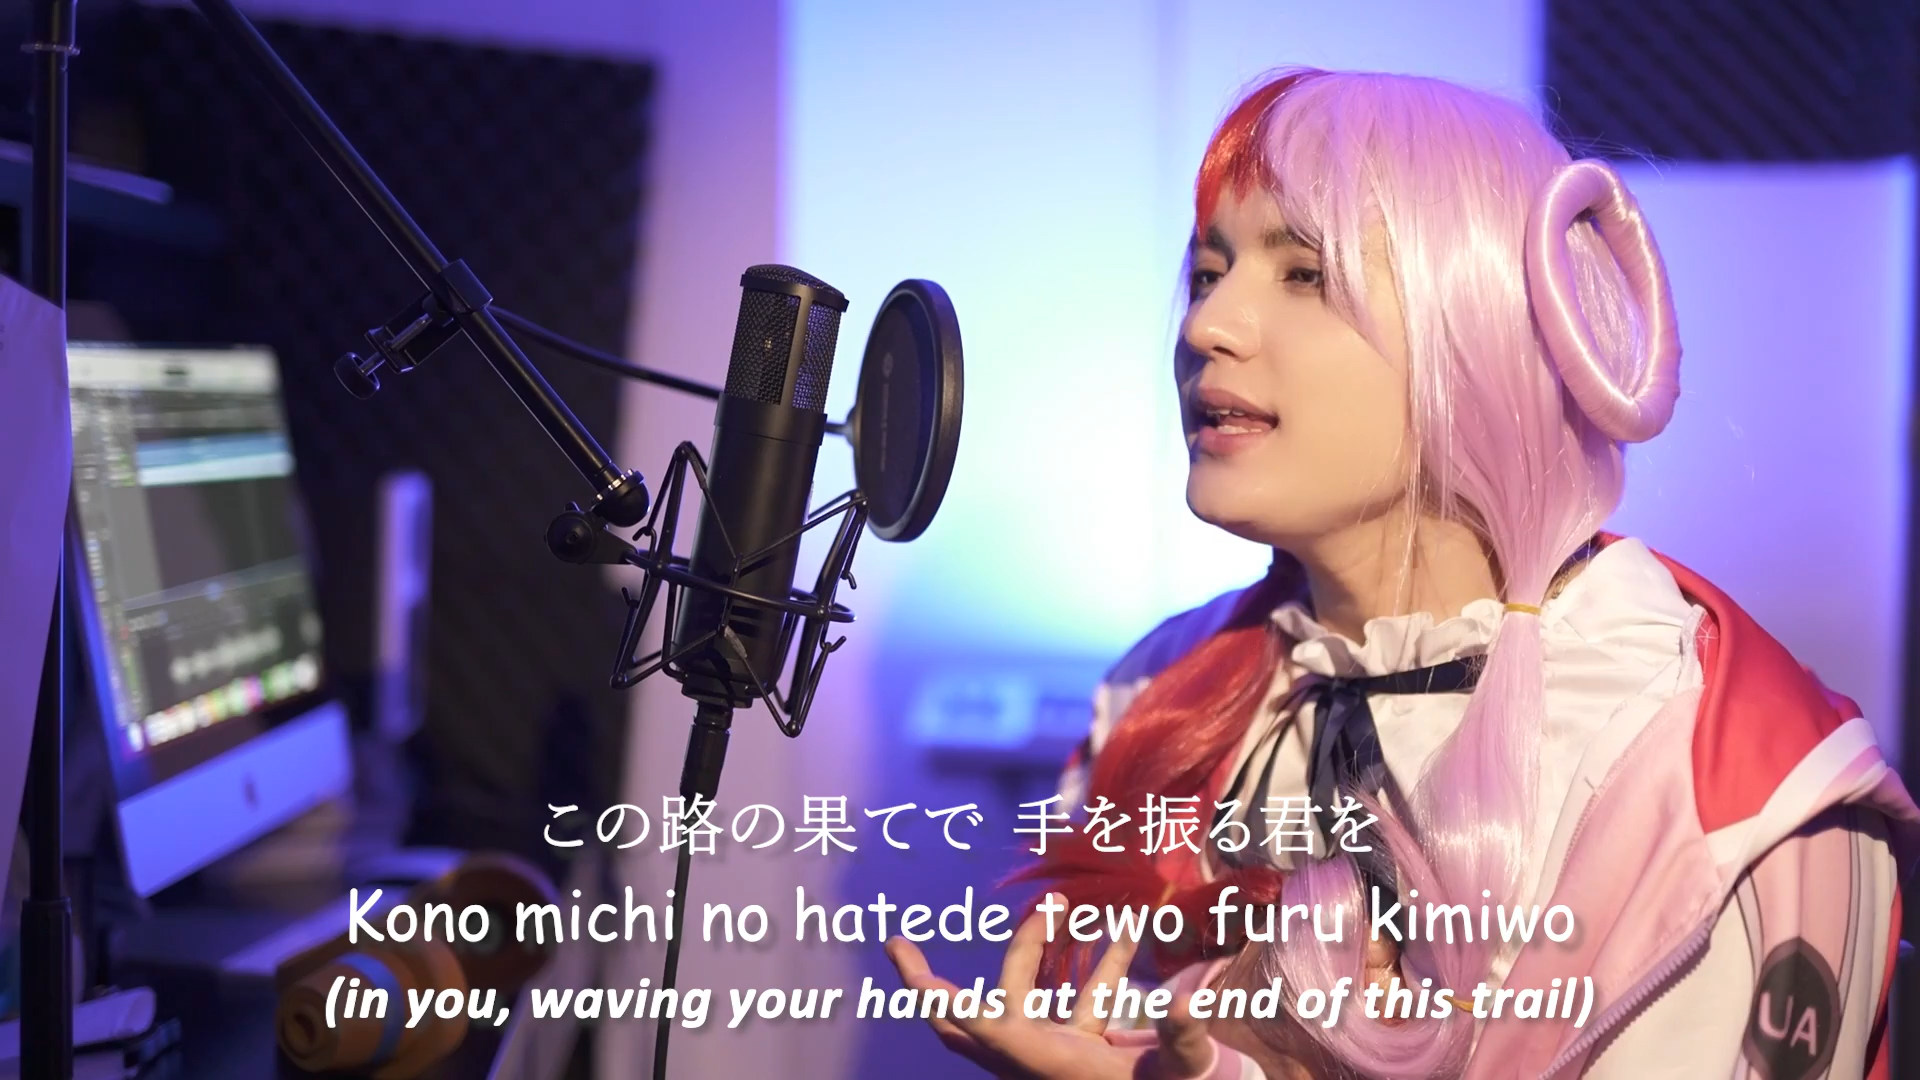 この路の果てで 手を振る君を
Kono michi no hatede tewo furu kimiwo
(in you, waving your hands at the end of this trail)
UA